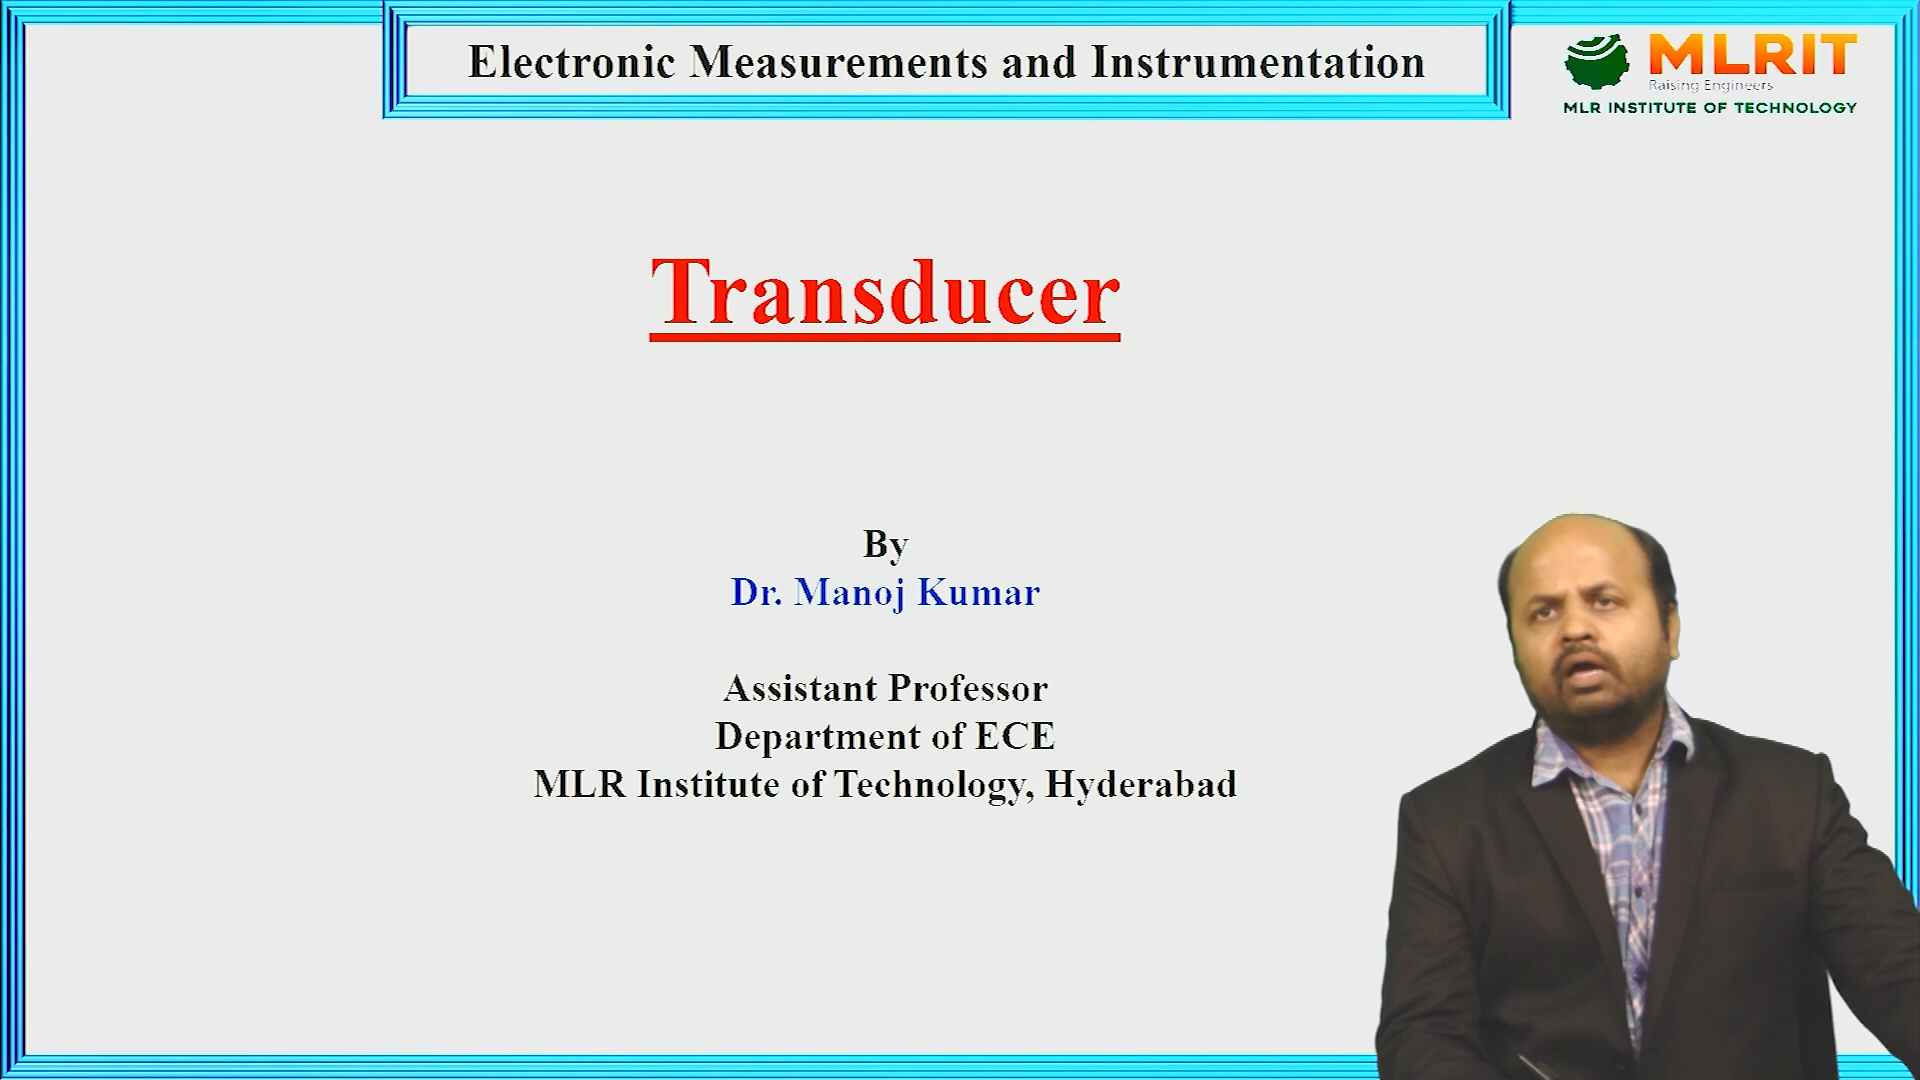 Electronic Measurements and Instrumentation
MLRIT
Raising Engineers
MLR INSTITUTE OF TECHNOLOGY
Transducer
By
Dr. Manoj Kumar
Assistant Professor
Department of ECE
MLR Institute of Technology, Hyderabad